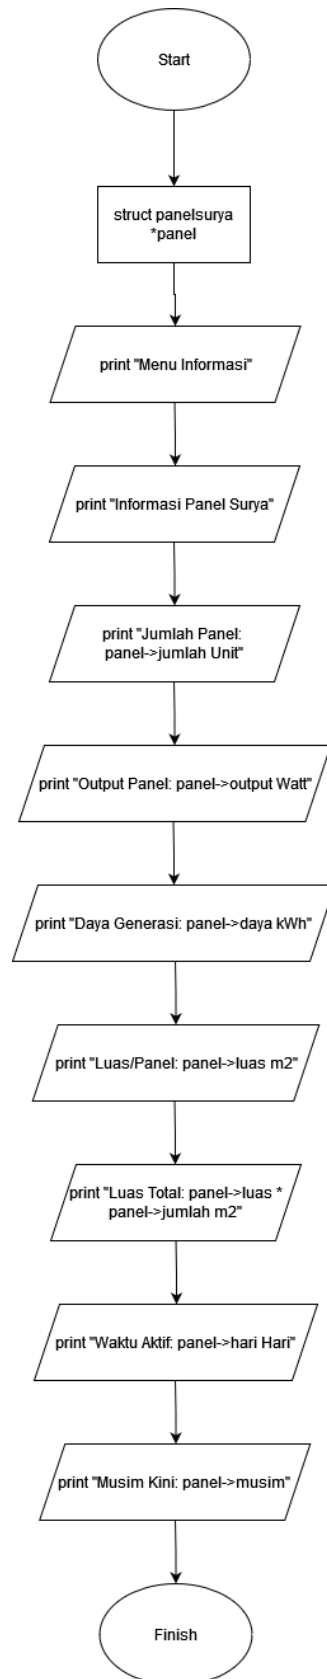 Start
struct panelsurya
*panel
print "Menu Informasi"
print "Informasi Panel Surya"
print "Jumlah Panel:
panel->jumlah Unit"
print "Output Panel: panel->output Watt"
print "Daya Generasi: panel->daya kWh"
print "Luas/Panel: panel->luas m2"
print "Luas Total: panel->luas *
panel->jumlah m2"
print "Waktu Aktif: panel->hari Hari"
print "Musim Kini: panel->musim"
Finish